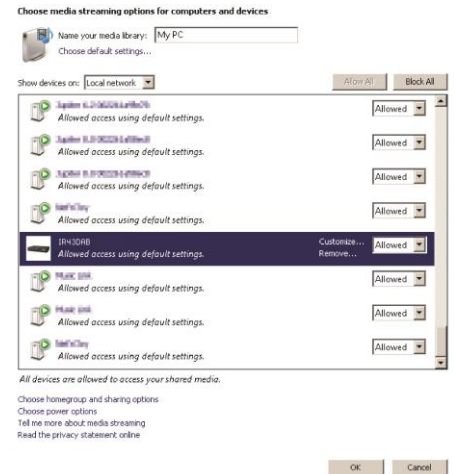 Choose media streaming options for computers and devices
Name your media library: My PC
Choose default settings...
Show devices on: Local network
Allow All Block All
Allowed
Allowed access using default settings.
Allowed
Allowed access using default settings.
Allowed
Allowed access using default settings.
Allowed
Allowed access using default settings.
IR430AB Customize... Allowed
Allowed access using default settings. Remove...
Allowed
Allowed access using default settings.
Allowed
Allowed access using default settings.
Allowed
Allowed access using default settings.
All devices are allowed to access your shared media.
Choose homegroup and sharing options
Choose power options
Tell me more about media streaming
Read the privacy statement online
OK Cancel